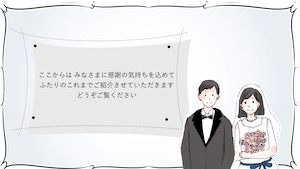 ここからは みなさまに感謝の気持ちを込めて
ふたりのこれまでご紹介させていただきます
どうぞご覧ください